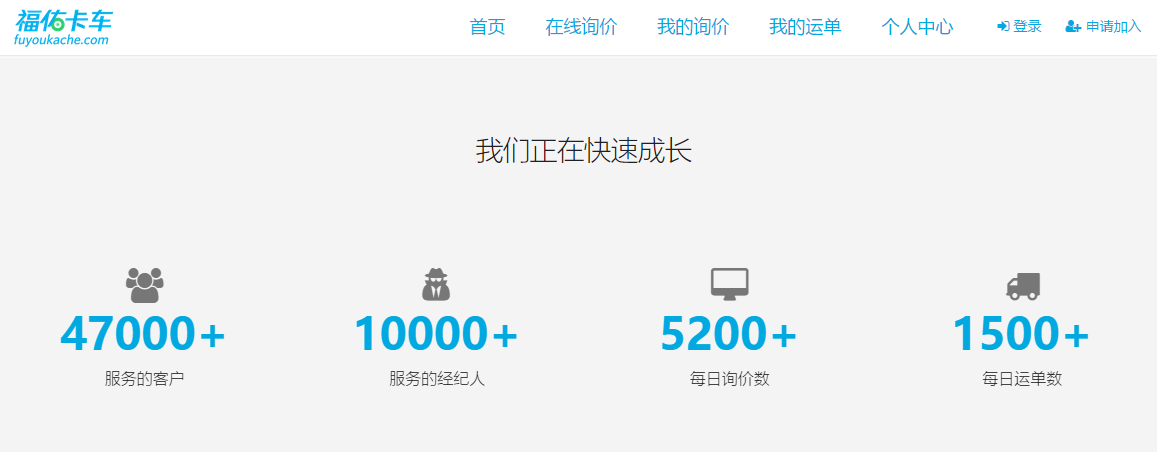 福佑卡车
fuyoukache.com
首页 在线询价 我的询价 我的运单 个人中心 登录 申请加入
我们正在快速成长
47000+ 10000+ 5200+ 1500+
服务的客户 服务的经纪人 每日询价数 每日运单数